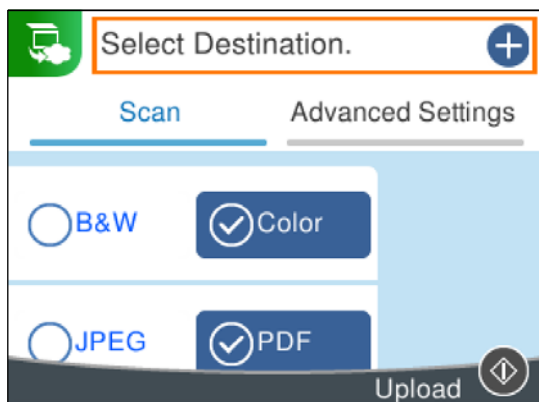 Select Destination.
Scan Advanced Settings
B&W Color
JPEG PDF
Upload